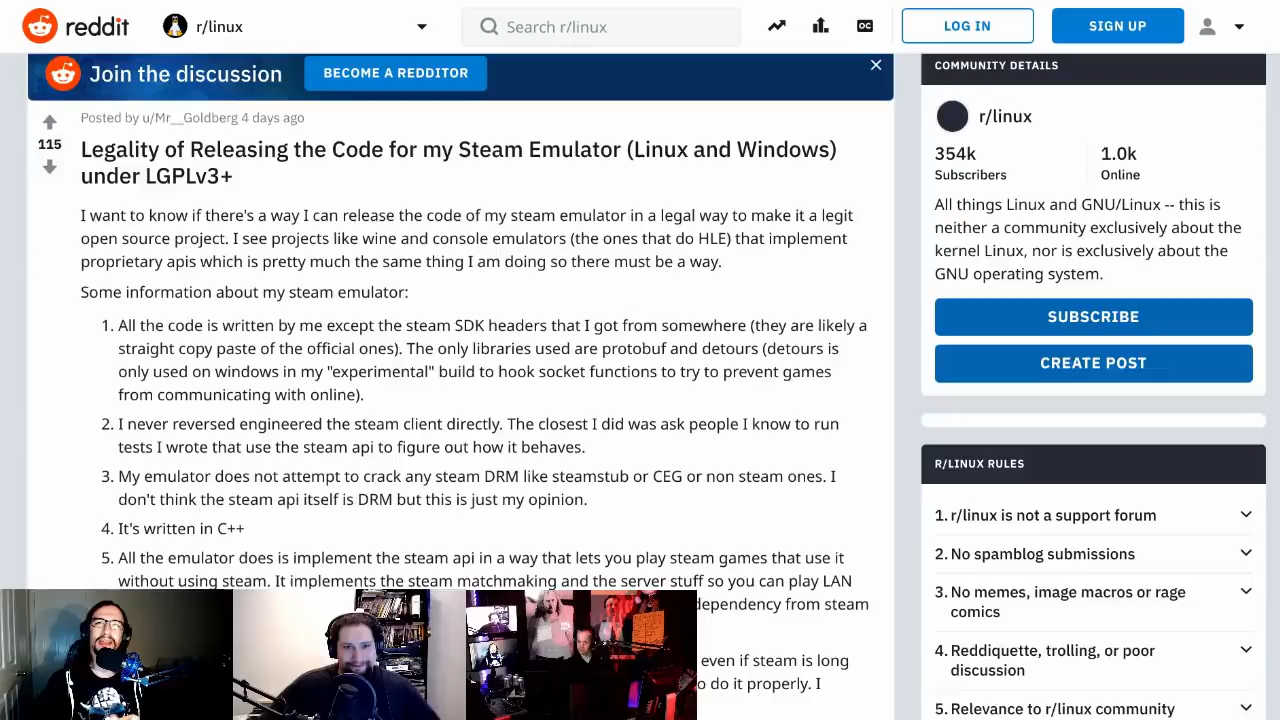 reddit
r/linux
Search r/linux
LOG IN
SIGN UP
Join the discussion
BECOME A REDDITOR
Posted by u/Mr__Goldberg 4 days ago
115
Legality of Releasing the Code for my Steam Emulator (Linux and Windows)
under LGPLv3+
I want to know if there's a way I can release the code of my steam emulator in a legal way to make it a legit
open source project. I see projects like wine and console emulators (the ones that do HLE) that implement
proprietary apis which is pretty much the same thing I am doing so there must be a way.
Some information about my steam emulator:
1. All the code is written by me except the steam SDK headers that I got from somewhere (they are likely a
straight copy paste of the official ones). The only libraries used are protobuf and detours (detours is
only used on windows in my "experimental" build to hook socket functions to try to prevent games
from communicating with online).
2. I never reversed engineered the steam client directly. The closest I did was ask people I know to run
tests I wrote that use the steam api to figure out how it behaves.
3. My emulator does not attempt to crack any steam DRM like steamstub or CEG or non steam ones. I
don't think the steam api itself is DRM but this is just my opinion.
4. It's written in C++
5. All the emulator does is implement the steam api in a way that lets you play steam games that use it
without using steam. It implements the steam matchmaking and the server stuff so you can play LAN
dependency from steam
even if steam is long
o do it properly. I
COMMUNITY DETAILS
r/linux
354k
Subscribers
1.0k
Online
All things Linux and GNU/Linux -- this is
neither a community exclusively about the
kernel Linux, nor is exclusively about the
GNU operating system.
SUBSCRIBE
CREATE POST
R/LINUX RULES
1. r/linux is not a support forum
2. No spamblog submissions
3. No memes, image macros or rage
comics
4. Reddiquette, trolling, or poor
discussion
5. Relevance to r/linux community